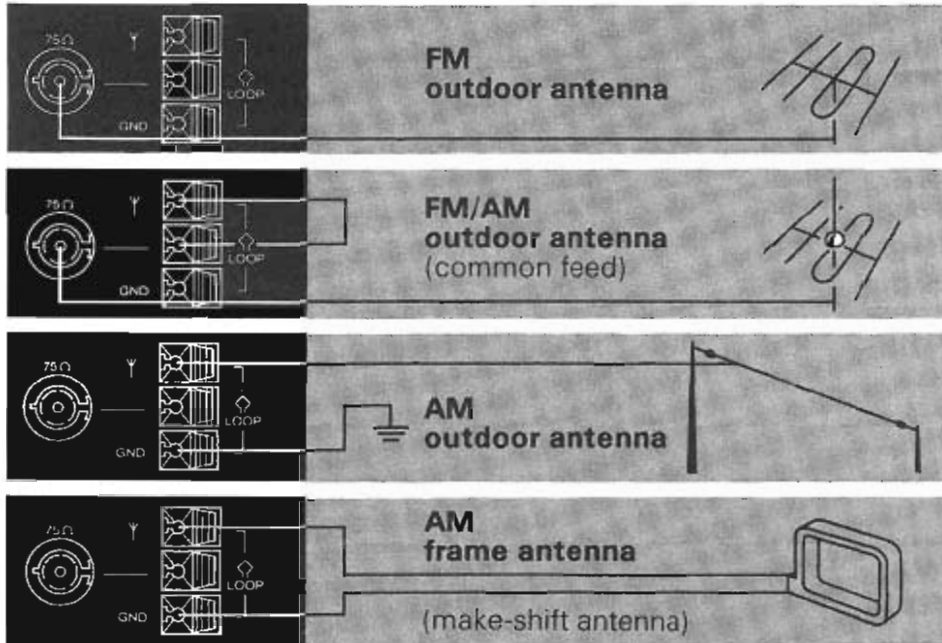 75Ω
LOOP
GND
FM
outdoor antenna
75Ω
LOOP
GND
FM/AM
outdoor antenna
(common feed)
75Ω
LOOP
GND
AM
outdoor antenna
75Ω
LOOP
GND
AM
frame antenna
(make-shift antenna)